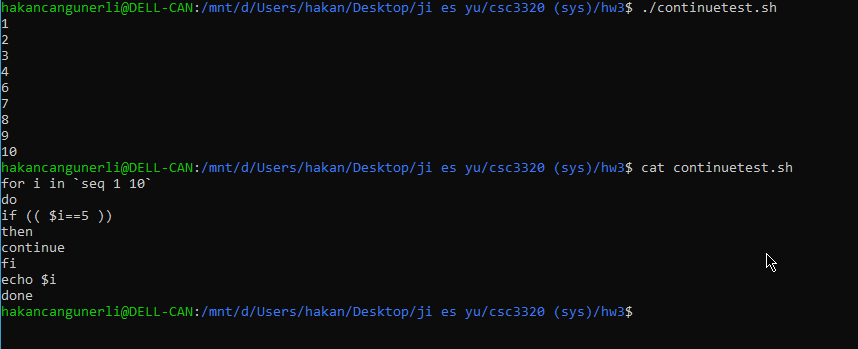 hakancangunerli@DELL-CAN:/mnt/d/Users/hakan/Desktop/ji es yu/csc3320 (sys)/hw3$ ./continuetest.sh
1
2
3
4
6
7
8
9
10
hakancangunerli@DELL-CAN:/mnt/d/Users/hakan/Desktop/ji es yu/csc3320 (sys)/hw3$ cat continuetest.sh
for i in `seq 1 10`
do
if (( $i==5 ))
then
continue
fi
echo $i
done
hakancangunerli@DELL-CAN:/mnt/d/Users/hakan/Desktop/ji es yu/csc3320 (sys)/hw3$